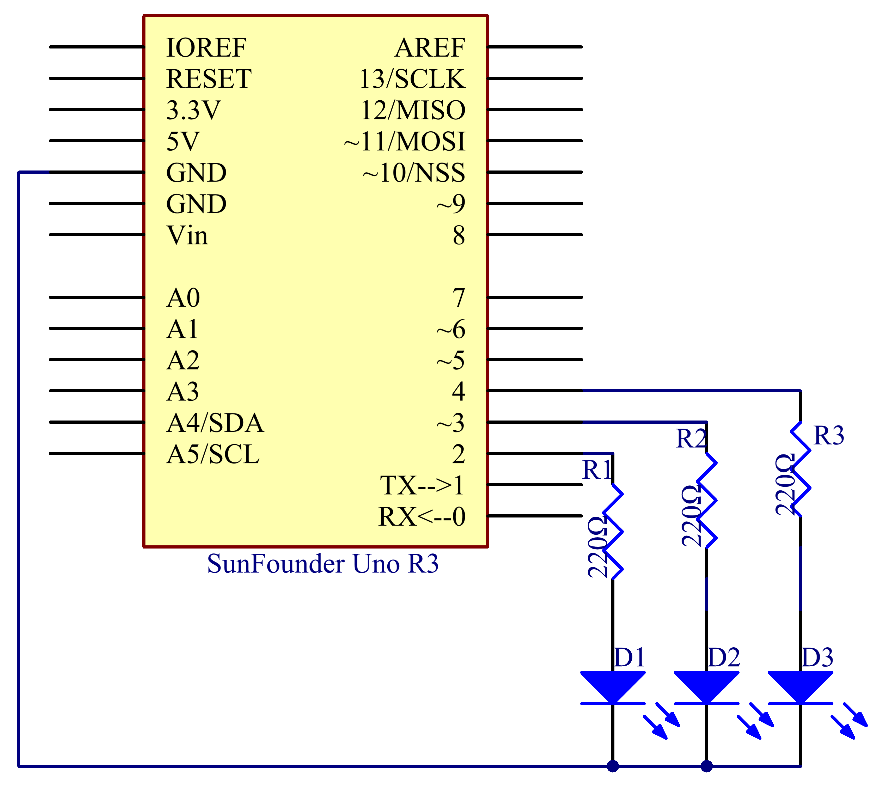 IOREF
RESET
3.3V
5V
GND
GND
Vin
A0
A1
A2
A3
A4/SDA
A5/SCL
AREF
13/SCLK
12/MISO
~11/MOSI
~10/NSS
~9
8
7
~6
~5
4
~3
2
TX-->1
RX<--0
SunFounder Uno R3
R1
220Ω
R2
220Ω
R3
220Ω
D1
D2
D3